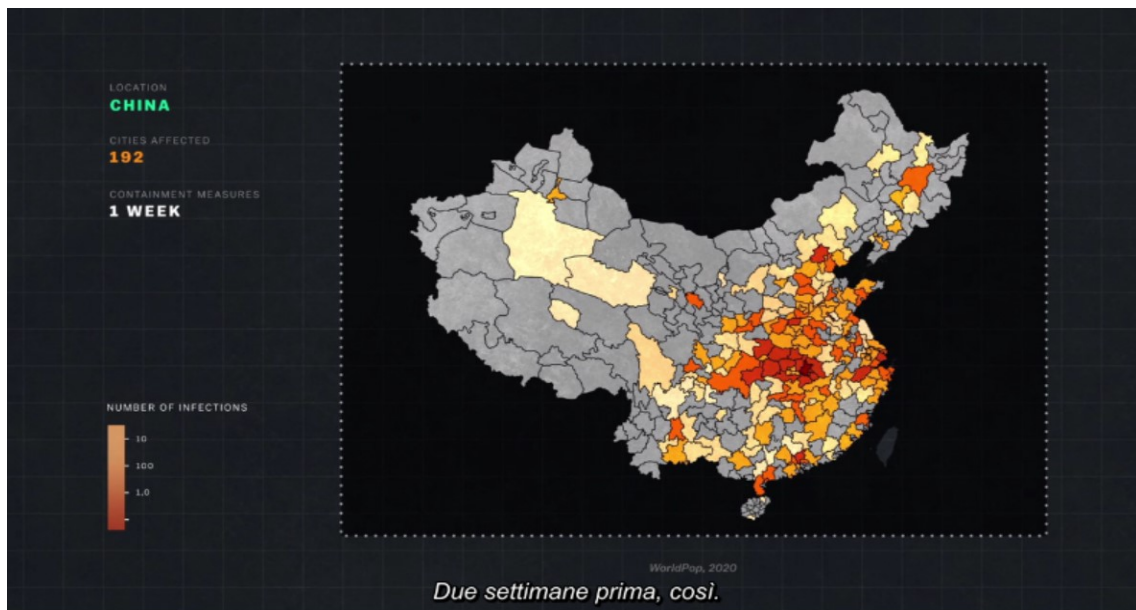 LOCATION
CHINA
CITIES AFFECTED
192
CONTAINMENT MEASURES
1 WEEK
NUMBER OF INFECTIONS
10
100
1,0
WorldPop, 2020
Due settimane prima, così.